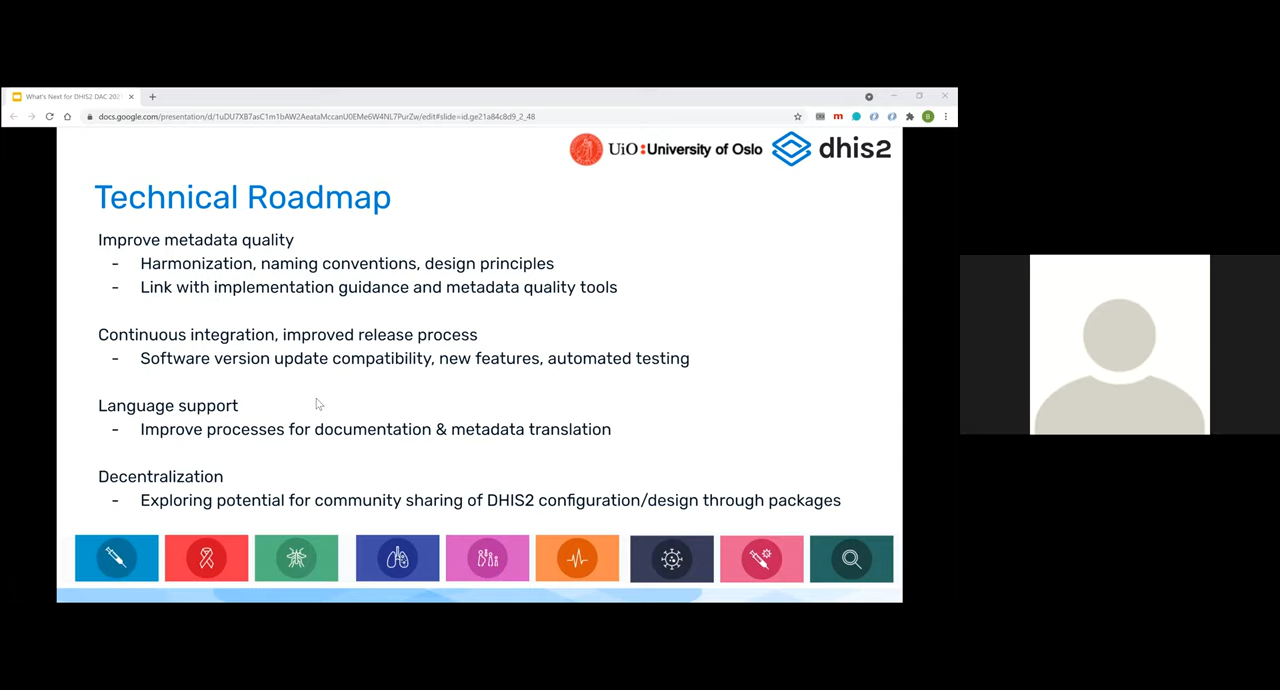 What's Next for DHIS2 DAC 202
docs.google.com/presentation/d/1uDU7XB7asC1m1bAW2AeataMccanU0EMe6W4NL7PurZw/edit#slide=id.ge21a84c8d9_2_48
UiO:University of Oslo dhis2
Technical Roadmap
Improve metadata quality
- Harmonization, naming conventions, design principles
- Link with implementation guidance and metadata quality tools
Continuous integration, improved release process
- Software version update compatibility, new features, automated testing
Language support
- Improve processes for documentation & metadata translation
Decentralization
- Exploring potential for community sharing of DHIS2 configuration/design through packages